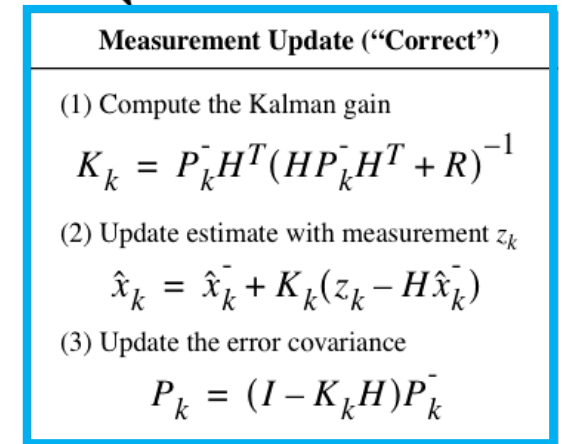 Measurement Update (“Correct”)
(1) Compute the Kalman gain
K_k = P_k^- H^T (H P_k^- H^T + R)^{-1}
(2) Update estimate with measurement z_k
x̂_k = x̂_k^- + K_k (z_k – H x̂_k^-)
(3) Update the error covariance
P_k = (I – K_k H) P_k^-